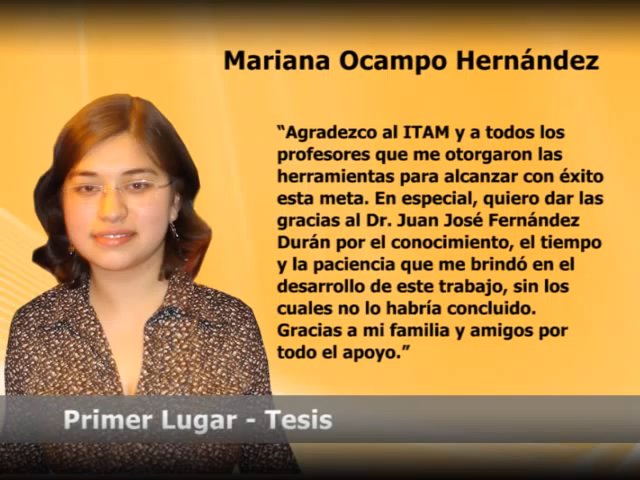 Mariana Ocampo Hernández
“Agradezco al ITAM y a todos los
profesores que me otorgaron las
herramientas para alcanzar con éxito
esta meta. En especial, quiero dar las
gracias al Dr. Juan José Fernández
Durán por el conocimiento, el tiempo
y la paciencia que me brindó en el
desarrollo de este trabajo, sin los
cuales no lo habría concluido.
Gracias a mi familia y amigos por
todo el apoyo.”
Primer Lugar - Tesis